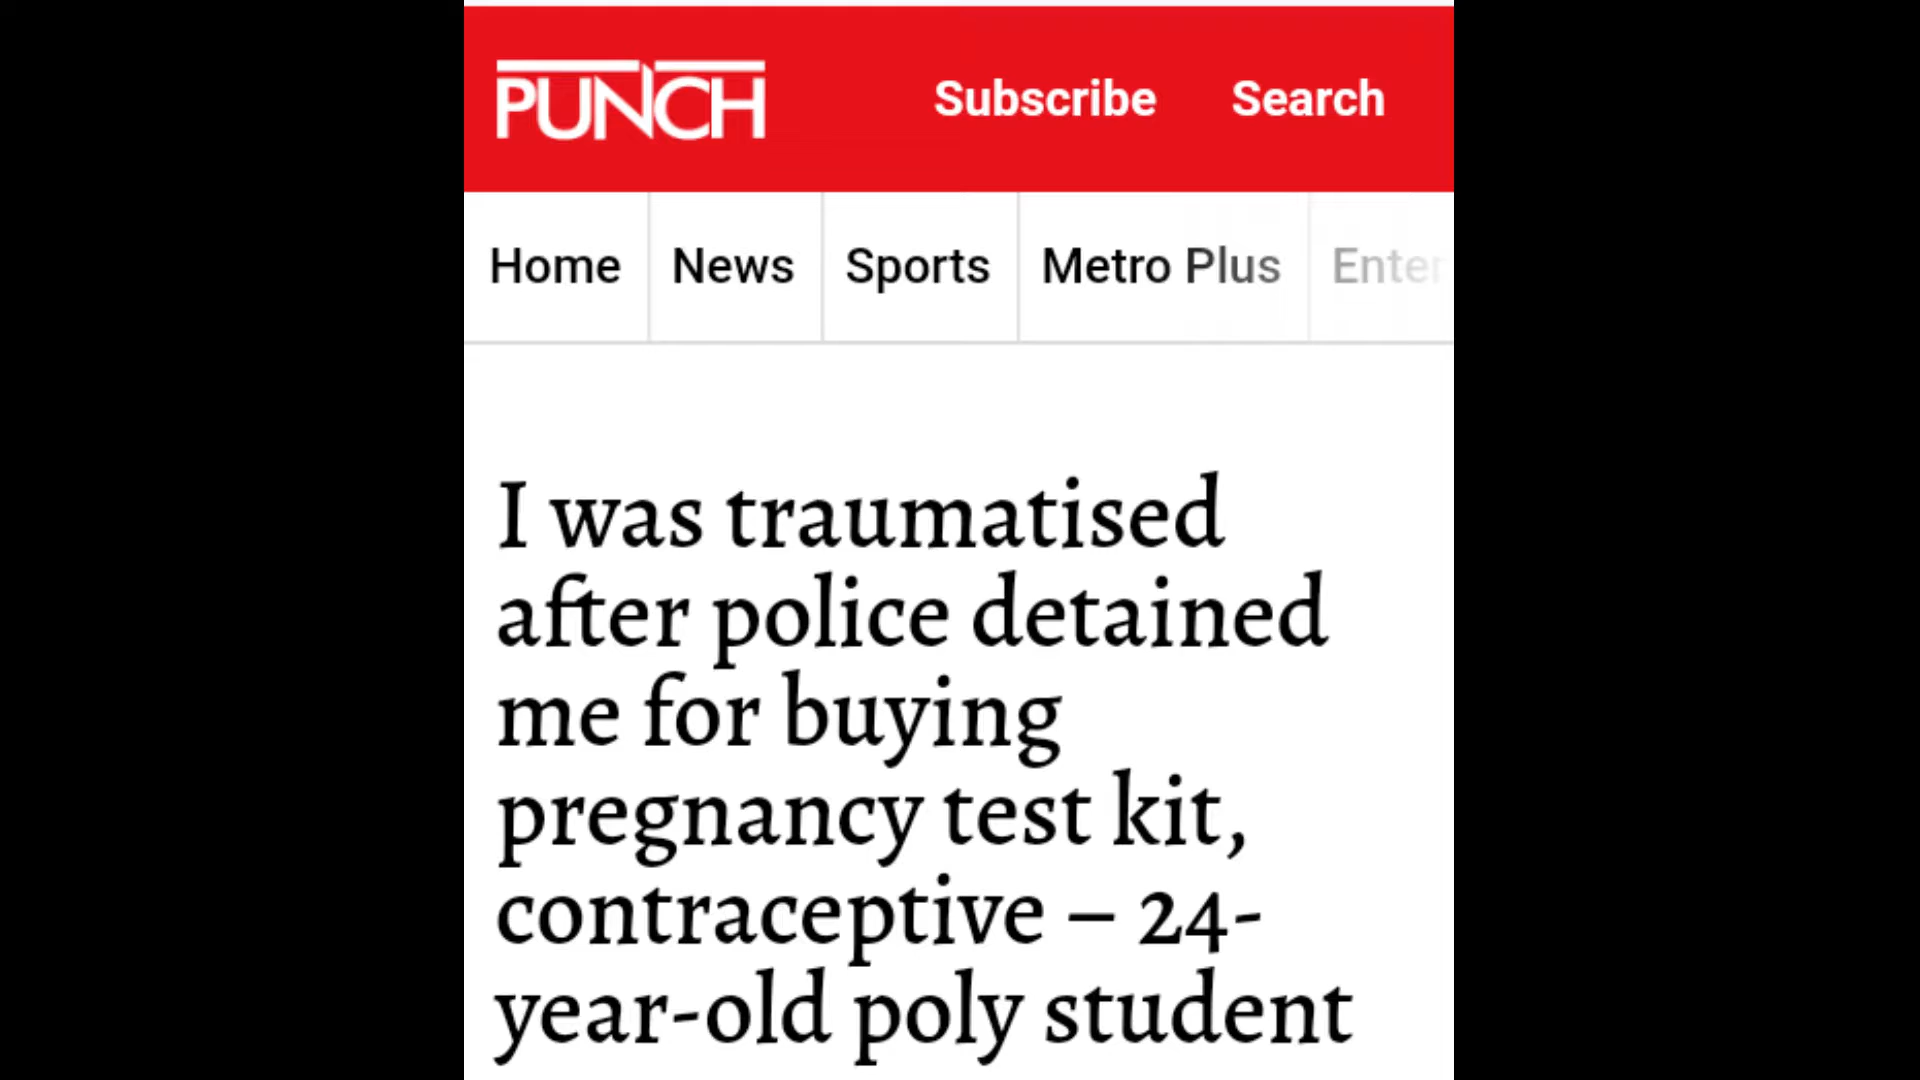 PUNCH Subscribe Search
Home News Sports Metro Plus Enter
I was traumatised
after police detained
me for buying
pregnancy test kit,
contraceptive – 24-
year-old poly student